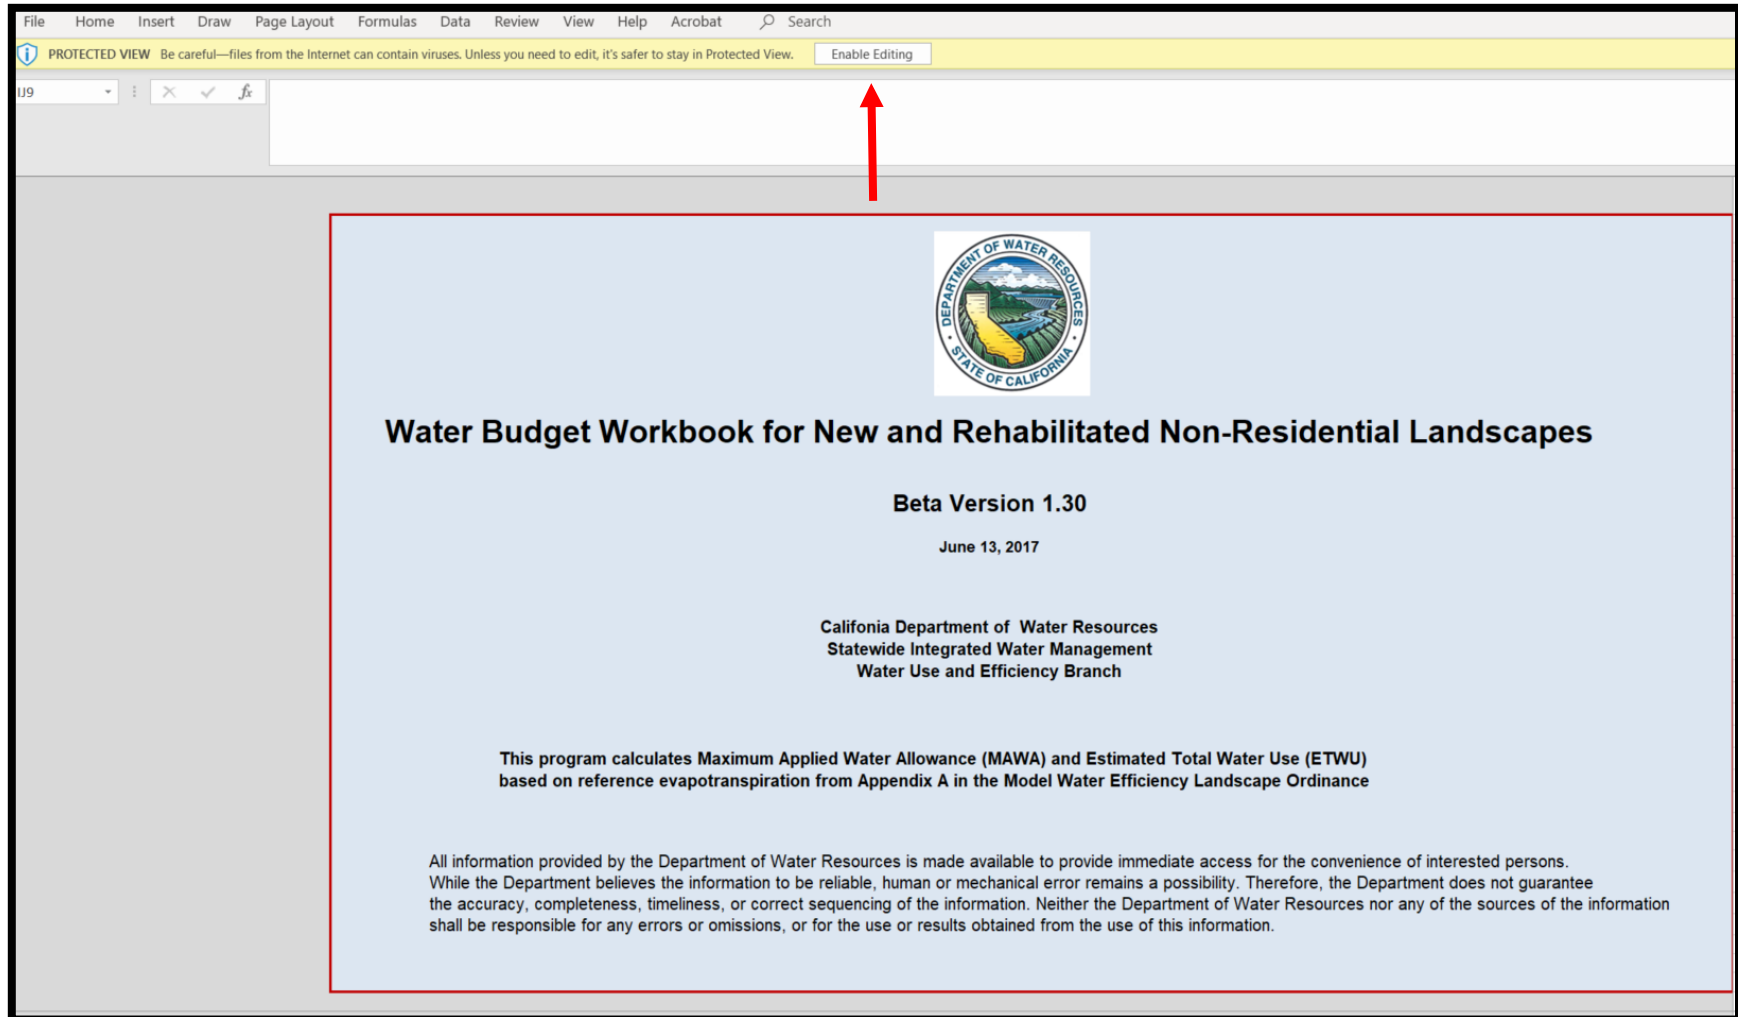 File Home Insert Draw Page Layout Formulas Data Review View Help Acrobat Search
PROTECTED VIEW Be careful—files from the Internet can contain viruses. Unless you need to edit, it's safer to stay in Protected View. Enable Editing
IJ9 fx
DEPARTMENT OF WATER RESOURCES
STATE OF CALIFORNIA
Water Budget Workbook for New and Rehabilitated Non-Residential Landscapes
Beta Version 1.30
June 13, 2017
Califonia Department of Water Resources
Statewide Integrated Water Management
Water Use and Efficiency Branch
This program calculates Maximum Applied Water Allowance (MAWA) and Estimated Total Water Use (ETWU)
based on reference evapotranspiration from Appendix A in the Model Water Efficiency Landscape Ordinance
All information provided by the Department of Water Resources is made available to provide immediate access for the convenience of interested persons.
While the Department believes the information to be reliable, human or mechanical error remains a possibility. Therefore, the Department does not guarantee
the accuracy, completeness, timeliness, or correct sequencing of the information. Neither the Department of Water Resources nor any of the sources of the information
shall be responsible for any errors or omissions, or for the use or results obtained from the use of this information.